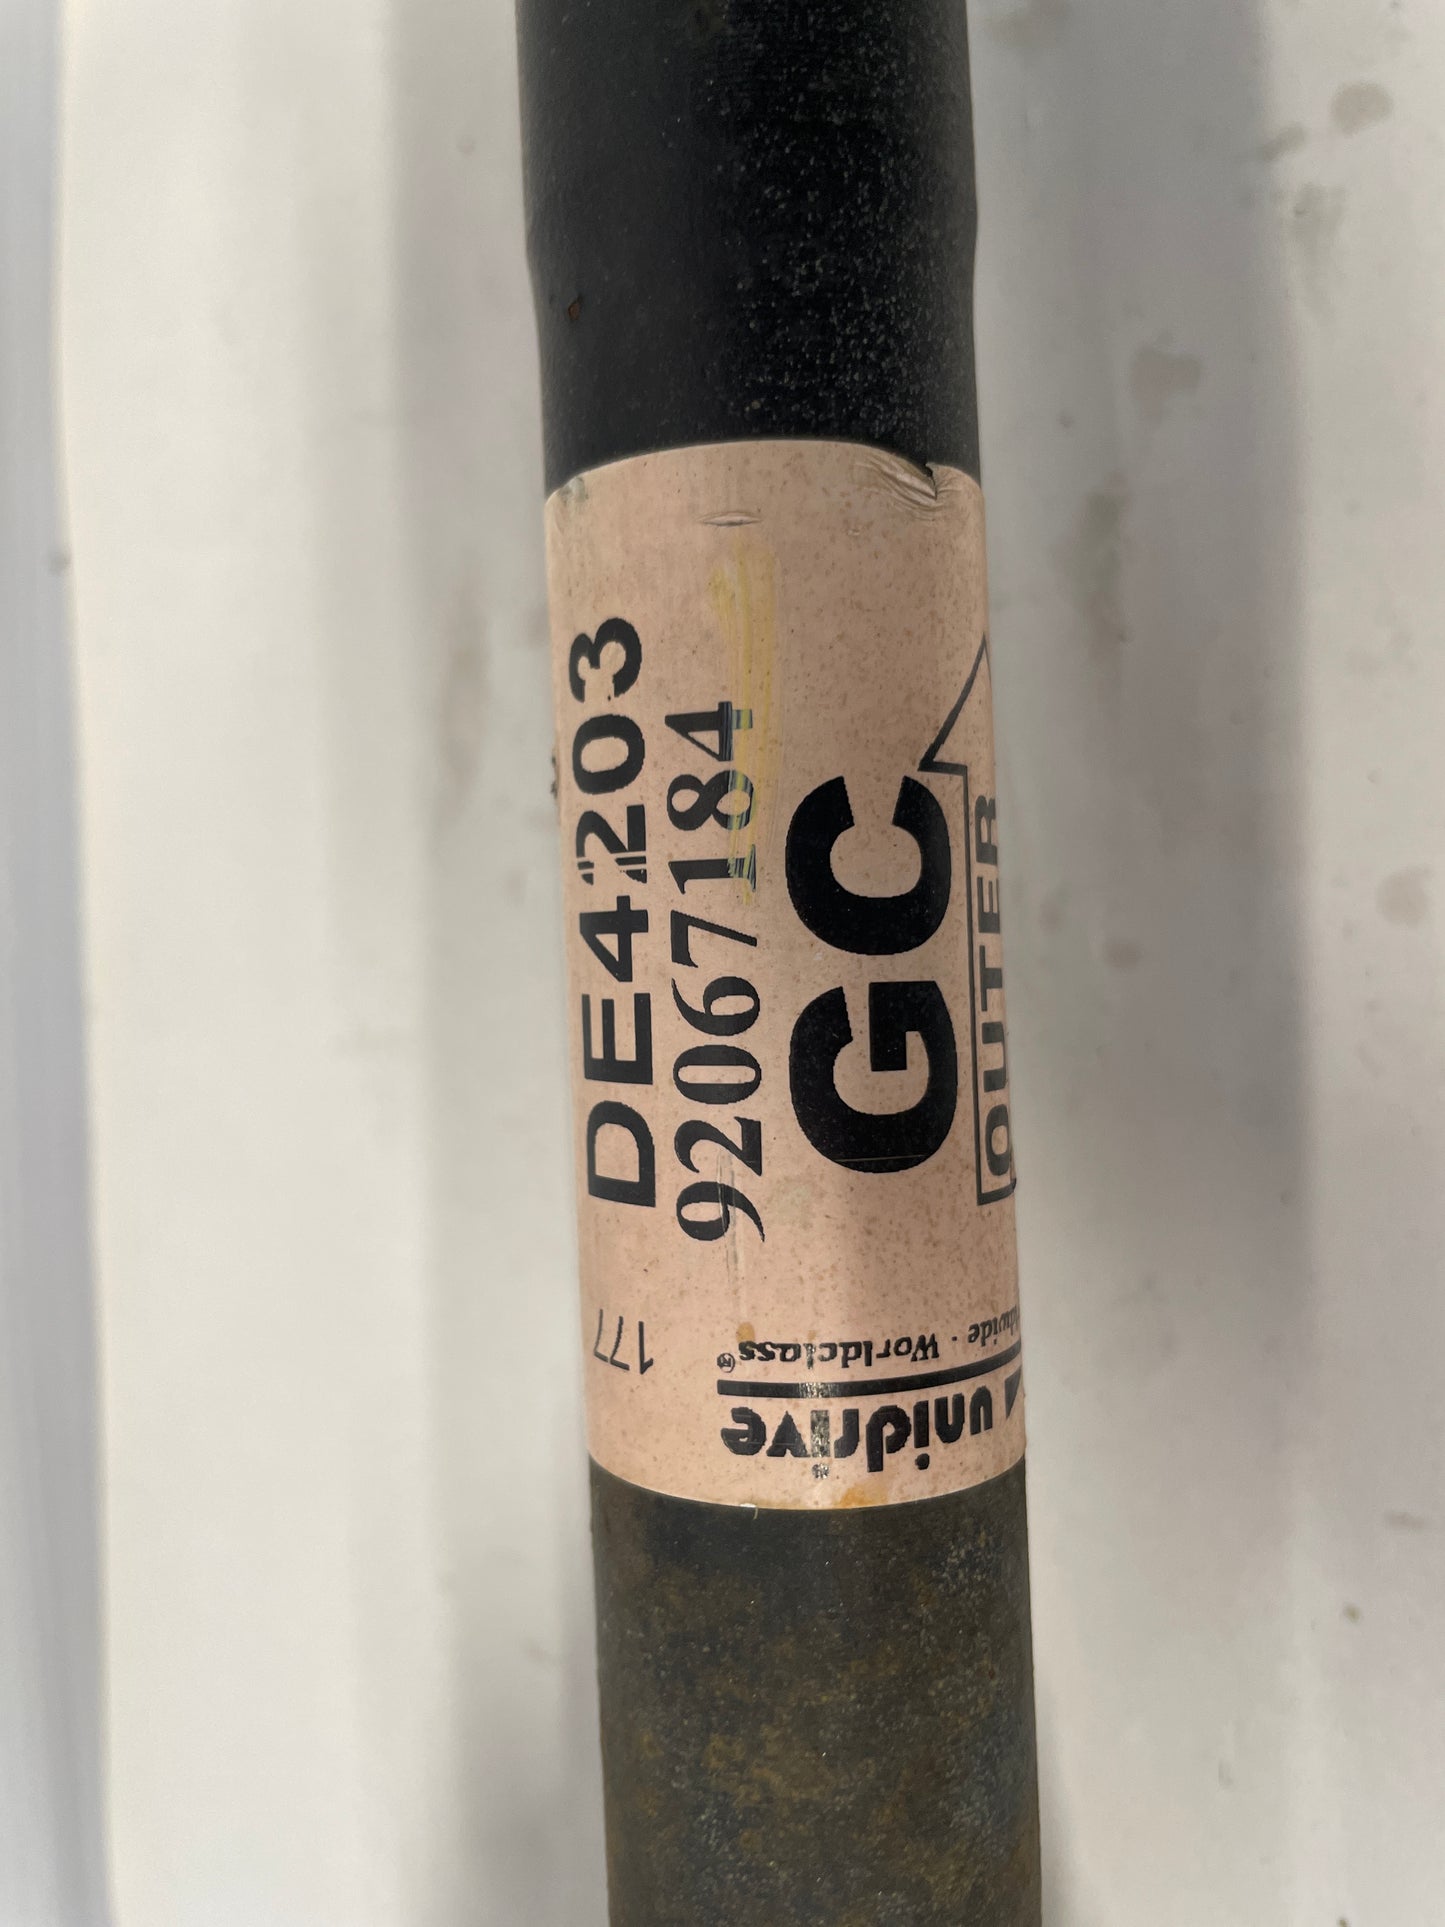 DE4203
92067184
GC
OUTER
177
unidrive
Worldclass®